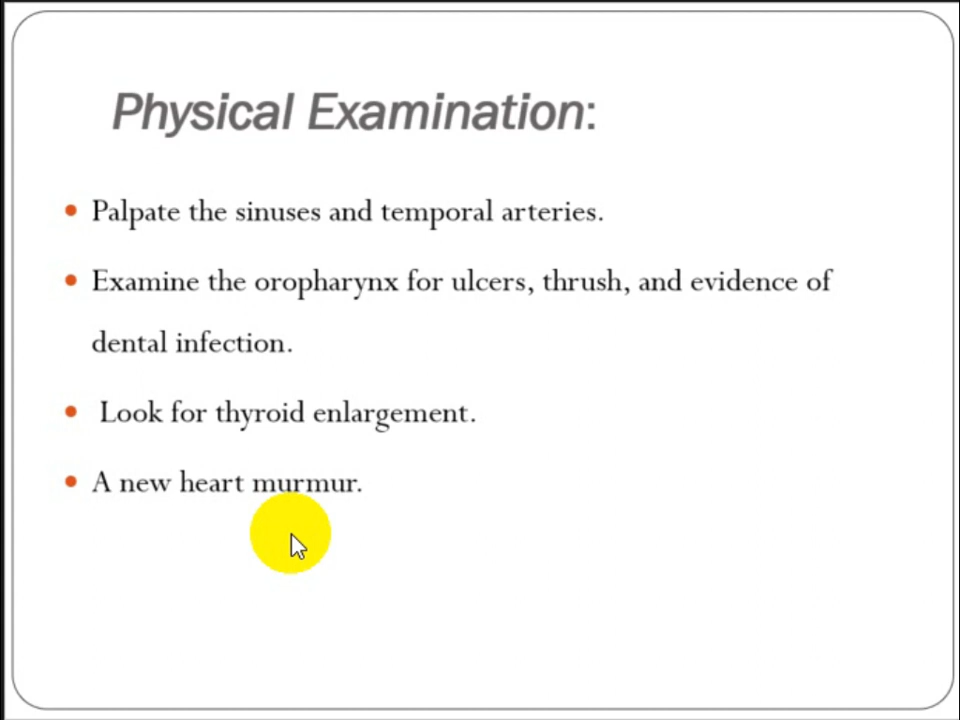 Physical Examination:
• Palpate the sinuses and temporal arteries.
• Examine the oropharynx for ulcers, thrush, and evidence of
dental infection.
• Look for thyroid enlargement.
• A new heart murmur.